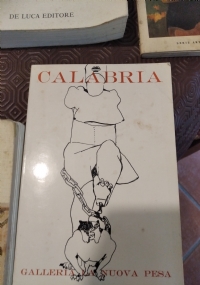 DE LUCA EDITORE
CALABRIA
GALLERIA LA NUOVA PESA